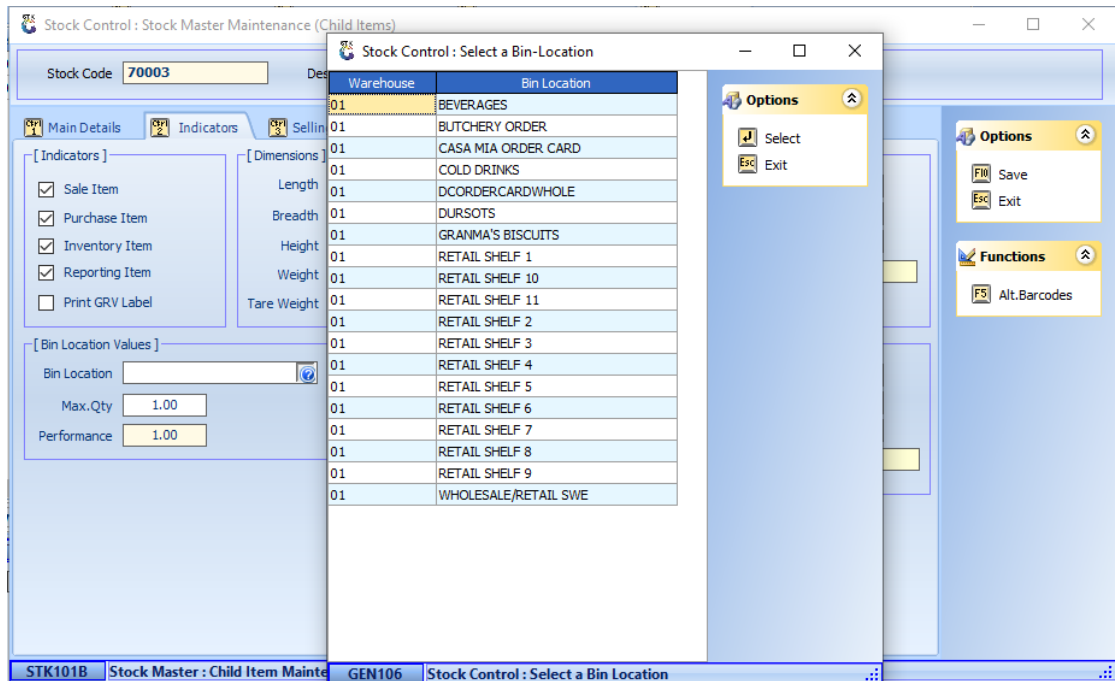 Stock Control : Stock Master Maintenance (Child Items)
Stock Code 70003 Des
Main Details
Indicators
Sellin
[ Indicators ]
Sale Item
Purchase Item
Inventory Item
Reporting Item
Print GRV Label
[ Dimensions ]
Length
Breadth
Height
Weight
Tare Weight
[ Bin Location Values ]
Bin Location
Max.Qty 1.00
Performance 1.00
Stock Control : Select a Bin-Location
Warehouse Bin Location
01 BEVERAGES
01 BUTCHERY ORDER
01 CASA MIA ORDER CARD
01 COLD DRINKS
01 DCORDERCARDWHOLE
01 DURSOTS
01 GRANMA'S BISCUITS
01 RETAIL SHELF 1
01 RETAIL SHELF 10
01 RETAIL SHELF 11
01 RETAIL SHELF 2
01 RETAIL SHELF 3
01 RETAIL SHELF 4
01 RETAIL SHELF 5
01 RETAIL SHELF 6
01 RETAIL SHELF 7
01 RETAIL SHELF 8
01 RETAIL SHELF 9
01 WHOLESALE/RETAIL SWE
Options
Select
Esc Exit
Options
F10 Save
Esc Exit
Functions
F5 Alt.Barcodes
STK101B Stock Master : Child Item Mainte
GEN106 Stock Control : Select a Bin Location